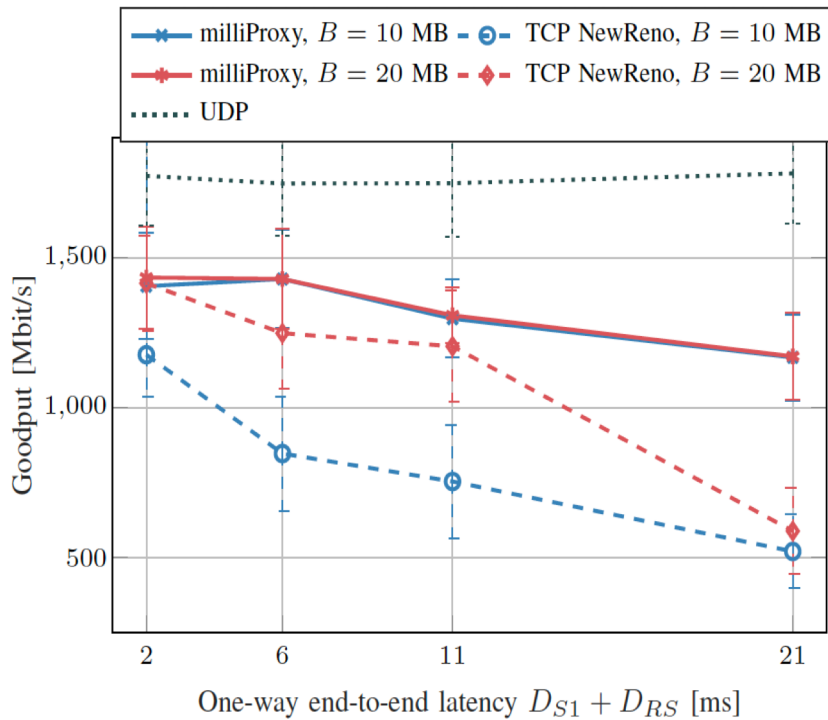 milliProxy, B = 10 MB TCP NewReno, B = 10 MB
milliProxy, B = 20 MB TCP NewReno, B = 20 MB
UDP
1,500
1,000
500
Goodput [Mbit/s]
2 6 11 21
One-way end-to-end latency D_{S1} + D_{RS} [ms]